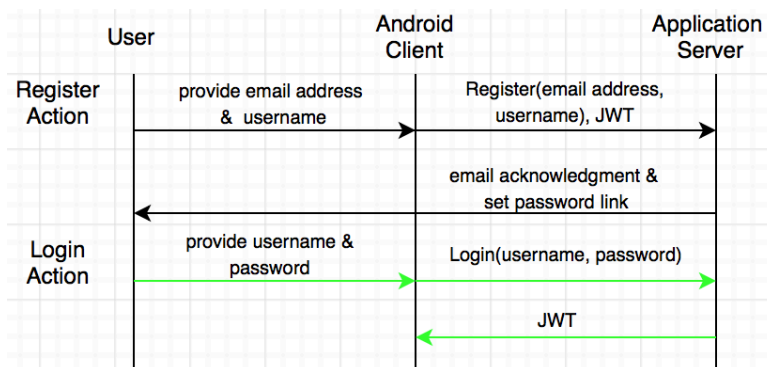 User
Android
Client
Application
Server
Register
Action
provide email address
& username
Register(email address,
username), JWT
email acknowledgment &
set password link
Login
Action
provide username &
password
Login(username, password)
JWT